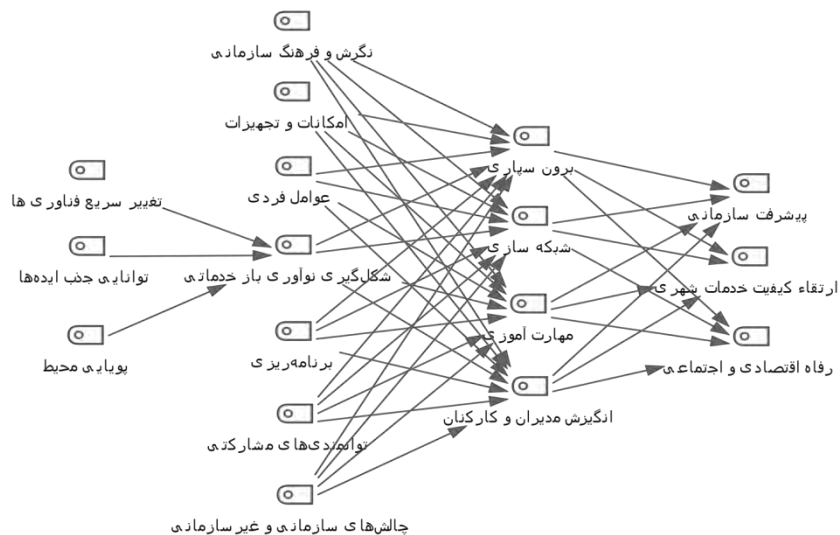 نگرش و فرهنگ سازمانی
امکانات و تجهیزات
برون سپاری
عوامل فردی
تغییر سریع فناوری ها
پیشرفت سازمانی
شبکه سازی
توانایی جذب ایده‌ها
شکل‌گیری نوآوری باز خدماتی
ارتقاء کیفیت خدمات شهری
مهارت آموزی
پویایی محیط
برنامه‌ریزی
رفاه اقتصادی و اجتماعی
انگیزش مدیران و کارکنان
توانمندی‌های مشارکتی
چالش‌های سازمانی و غیرسازمانی